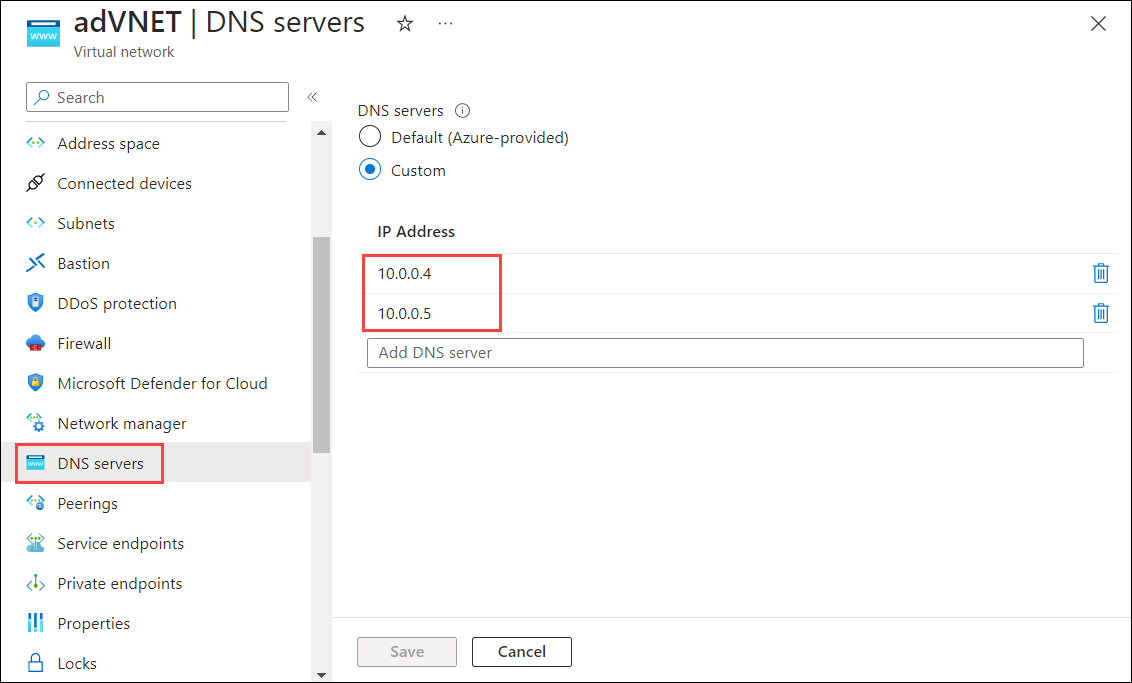 adVNET | DNS servers
Virtual network
Search
Address space
Connected devices
Subnets
Bastion
DDoS protection
Firewall
Microsoft Defender for Cloud
Network manager
DNS servers
Peerings
Service endpoints
Private endpoints
Properties
Locks
DNS servers
Default (Azure-provided)
Custom
IP Address
10.0.0.4
10.0.0.5
Add DNS server
Save
Cancel